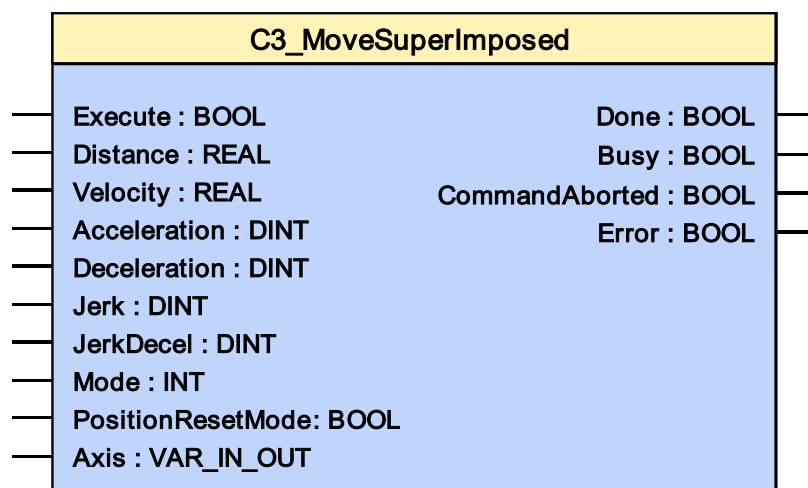 C3_MoveSuperImposed
Execute : BOOL
Distance : REAL
Velocity : REAL
Acceleration : DINT
Deceleration : DINT
Jerk : DINT
JerkDecel : DINT
Mode : INT
PositionResetMode: BOOL
Axis : VAR_IN_OUT
Done : BOOL
Busy : BOOL
CommandAborted : BOOL
Error : BOOL